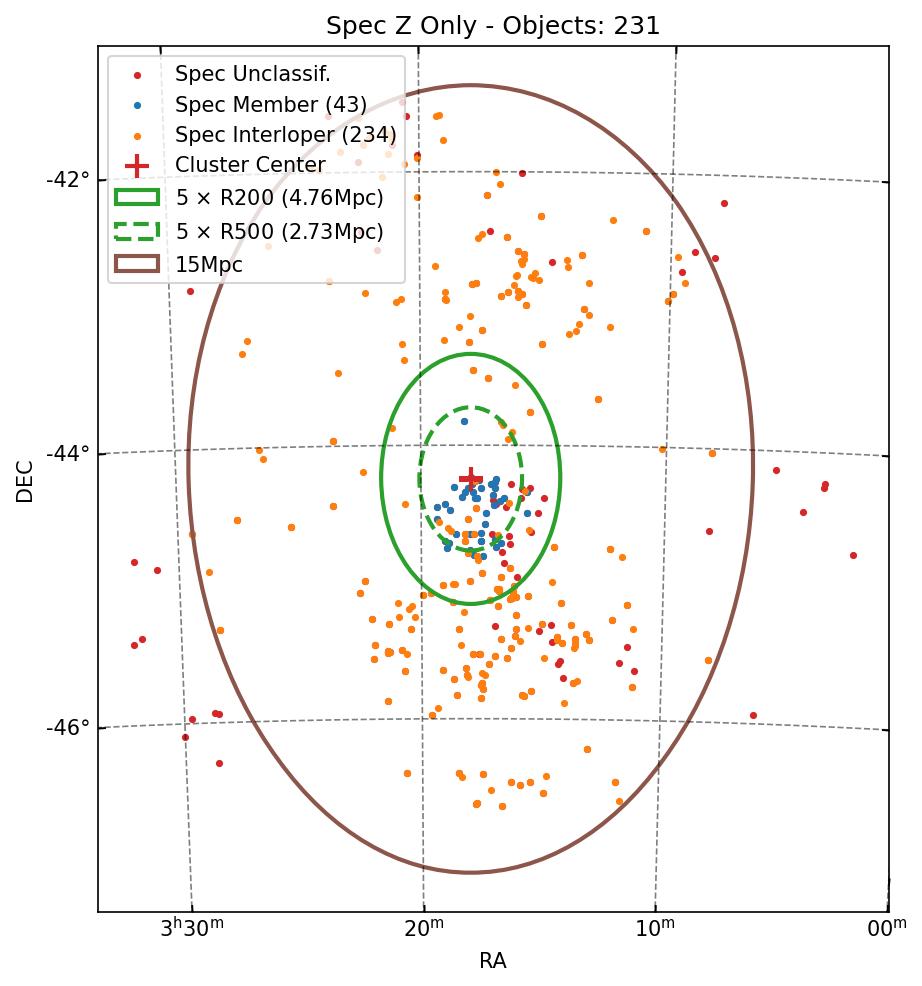 Spec Z Only - Objects: 231
Spec Unclassif.
Spec Member (43)
Spec Interloper (234)
Cluster Center
5 × R200 (4.76Mpc)
5 × R500 (2.73Mpc)
15Mpc
-42°
-44°
-46°
DEC
3ʰ30ᵐ
20ᵐ
10ᵐ
00ᵐ
RA